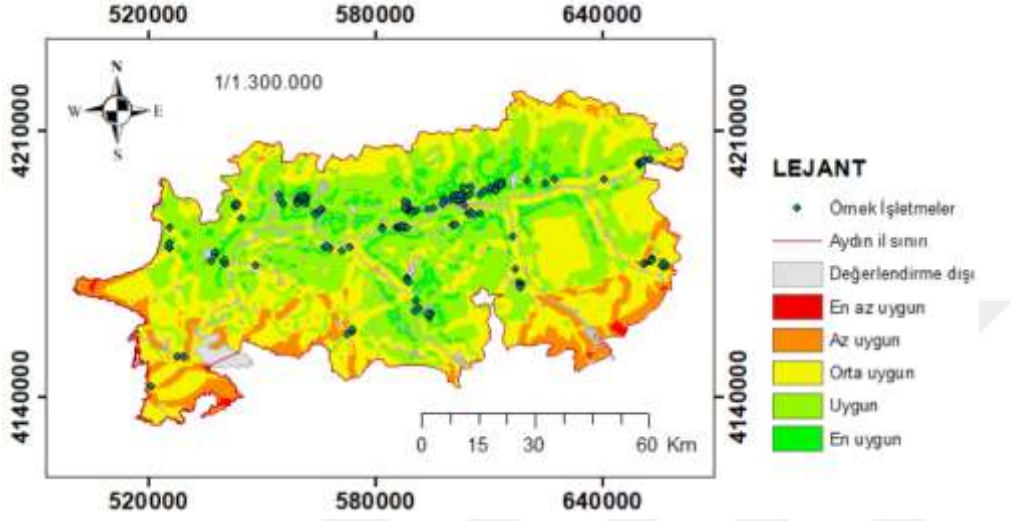 520000 580000 640000
N
W E
S
1/1.300.000
4210000 4210000
4140000 4140000
0 15 30 60 Km
520000 580000 640000
LEJANT
Örnek İşletmeler
Aydın il sınırı
Değerlendirme dışı
En az uygun
Az uygun
Orta uygun
Uygun
En uygun